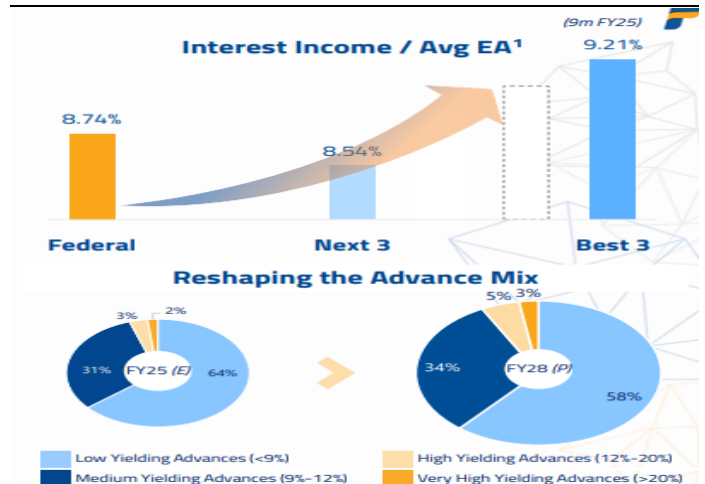 (9m FY25)
Interest Income / Avg EA¹
9.21%
8.74%
8.54%
Federal
Next 3
Best 3
Reshaping the Advance Mix
3%
2%
31%
FY25 (E)
64%
5%
3%
34%
FY28 (P)
58%
Low Yielding Advances (<9%)
High Yielding Advances (12%-20%)
Medium Yielding Advances (9%-12%)
Very High Yielding Advances (>20%)